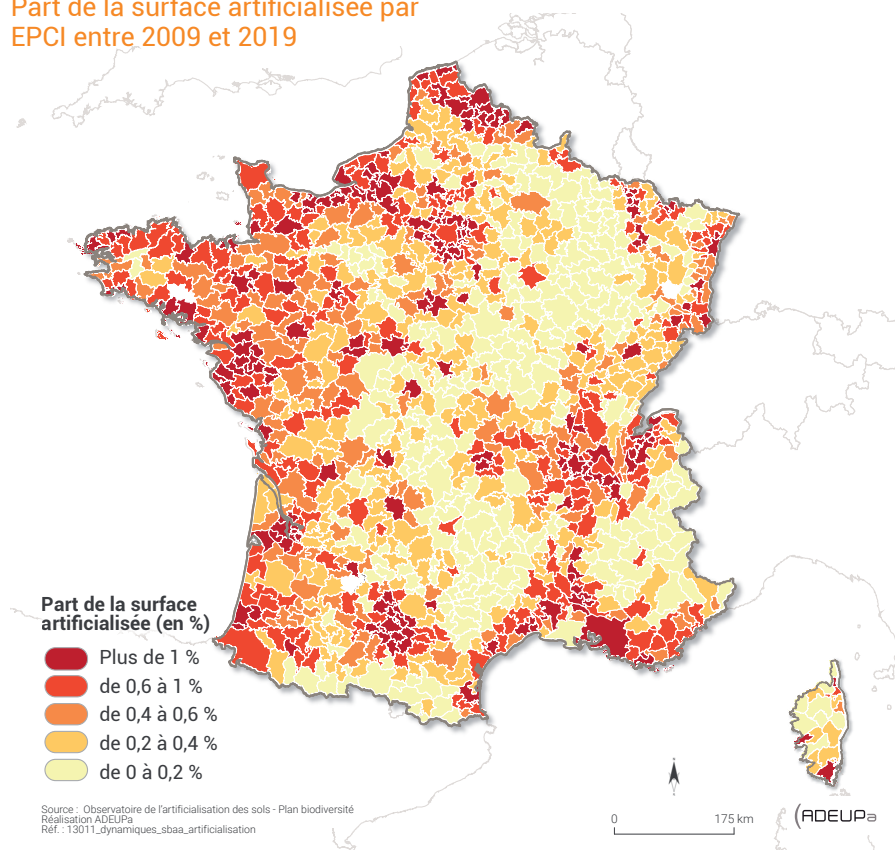 Part de la surface artificialisée par
EPCI entre 2009 et 2019
Part de la surface
artificialisée (en %)
Plus de 1 %
de 0,6 à 1 %
de 0,4 à 0,6 %
de 0,2 à 0,4 %
de 0 à 0,2 %
Source : Observatoire de l'artificialisation des sols - Plan biodiversité
Réalisation ADEUPa
Réf. : 13011_dynamiques_sbaa_artificialisation
0 175 km
ADEUPa